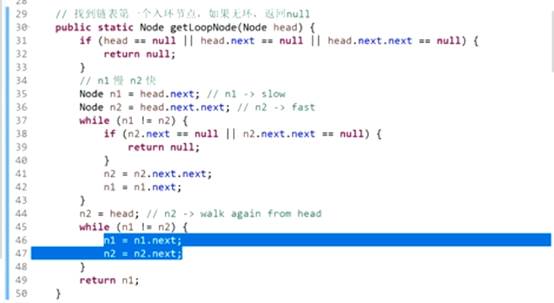 28
29 // 找到链表第一个入环节点，如果无环，返回null
30 public static Node getLoopNode(Node head) {
31 if (head == null || head.next == null || head.next.next == null) {
32 return null;
33 }
34 // n1 慢 n2 快
35 Node n1 = head.next; // n1 -> slow
36 Node n2 = head.next.next; // n2 -> fast
37 while (n1 != n2) {
38 if (n2.next == null || n2.next.next == null) {
39 return null;
40 }
41 n2 = n2.next.next;
42 n1 = n1.next;
43 }
44 n2 = head; // n2 -> walk again from head
45 while (n1 != n2) {
46 n1 = n1.next;
47 n2 = n2.next;
48 }
49 return n1;
50 }